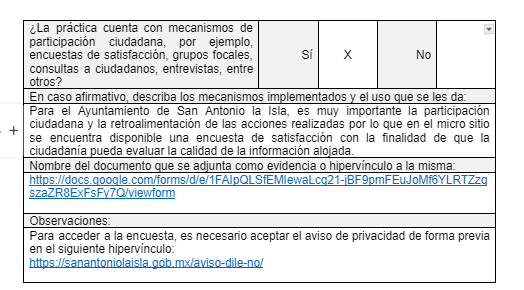 ¿La práctica cuenta con mecanismos de
participación ciudadana, por ejemplo,
encuestas de satisfacción, grupos focales,
consultas a ciudadanos, entrevistas, entre
otros?
Sí X No
En caso afirmativo, describa los mecanismos implementados y el uso que se les da:
Para el Ayuntamiento de San Antonio la Isla, es muy importante la participación
ciudadana y la retroalimentación de las acciones realizadas por lo que en el micro sitio
se encuentra disponible una encuesta de satisfacción con la finalidad de que la
ciudadanía pueda evaluar la calidad de la información alojada.
Nombre del documento que se adjunta como evidencia o hipervínculo a la misma:
https://docs.google.com/forms/d/e/1FAIpQLSfEMIewaLcg21-jBF9pmFEuJoMf6YLRTZzg
szaZR8ExFsFy7Q/viewform
Observaciones:
Para acceder a la encuesta, es necesario aceptar el aviso de privacidad de forma previa
en el siguiente hipervínculo:
https://sanantoniolaisla.gob.mx/aviso-dile-no/